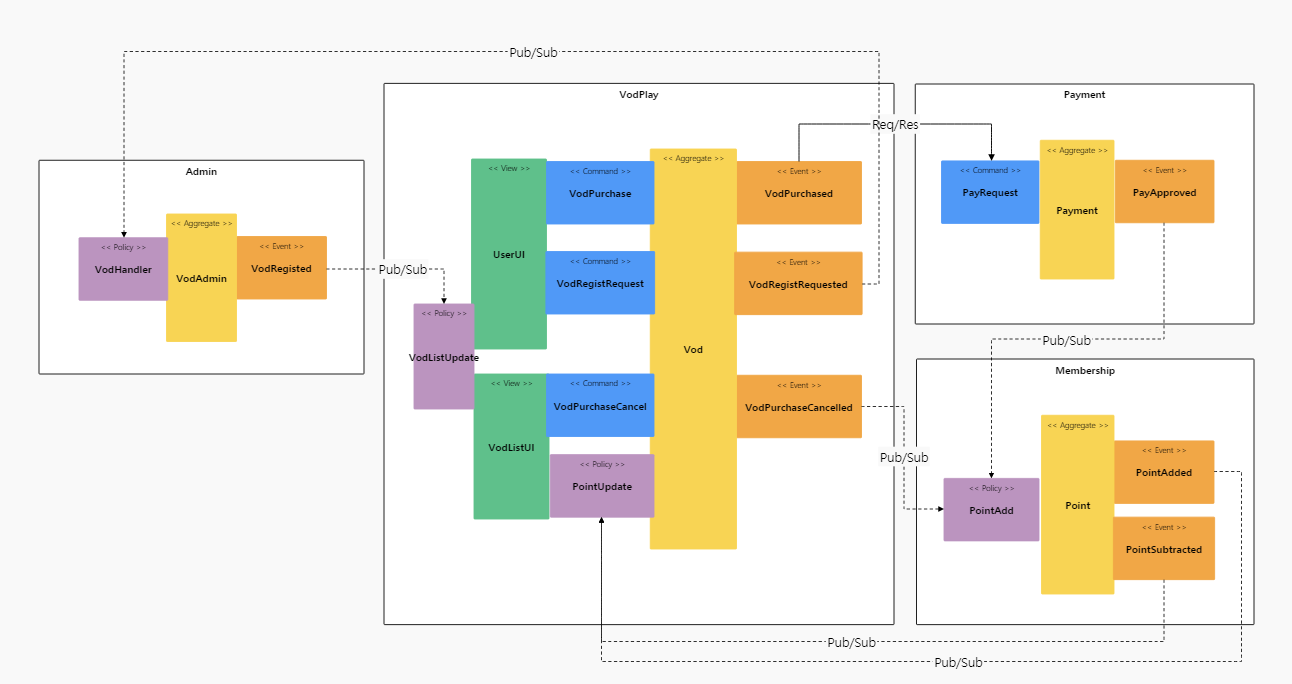 Pub/Sub
Admin
<< Policy >>
VodHandler
<< Aggregate >>
VodAdmin
<< Event >>
VodRegisted
Pub/Sub
VodPlay
<< View >>
UserUI
<< Command >>
VodPurchase
<< Command >>
VodRegistRequest
<< Policy >>
VodListUpdate
<< View >>
VodListUI
<< Command >>
VodPurchaseCancel
<< Policy >>
PointUpdate
<< Aggregate >>
Vod
<< Event >>
VodPurchased
<< Event >>
VodRegistRequested
<< Event >>
VodPurchaseCancelled
Req/Res
Payment
<< Command >>
PayRequest
<< Aggregate >>
Payment
<< Event >>
PayApproved
Pub/Sub
Membership
Pub/Sub
<< Policy >>
PointAdd
<< Aggregate >>
Point
<< Event >>
PointAdded
<< Event >>
PointSubtracted
Pub/Sub
Pub/Sub